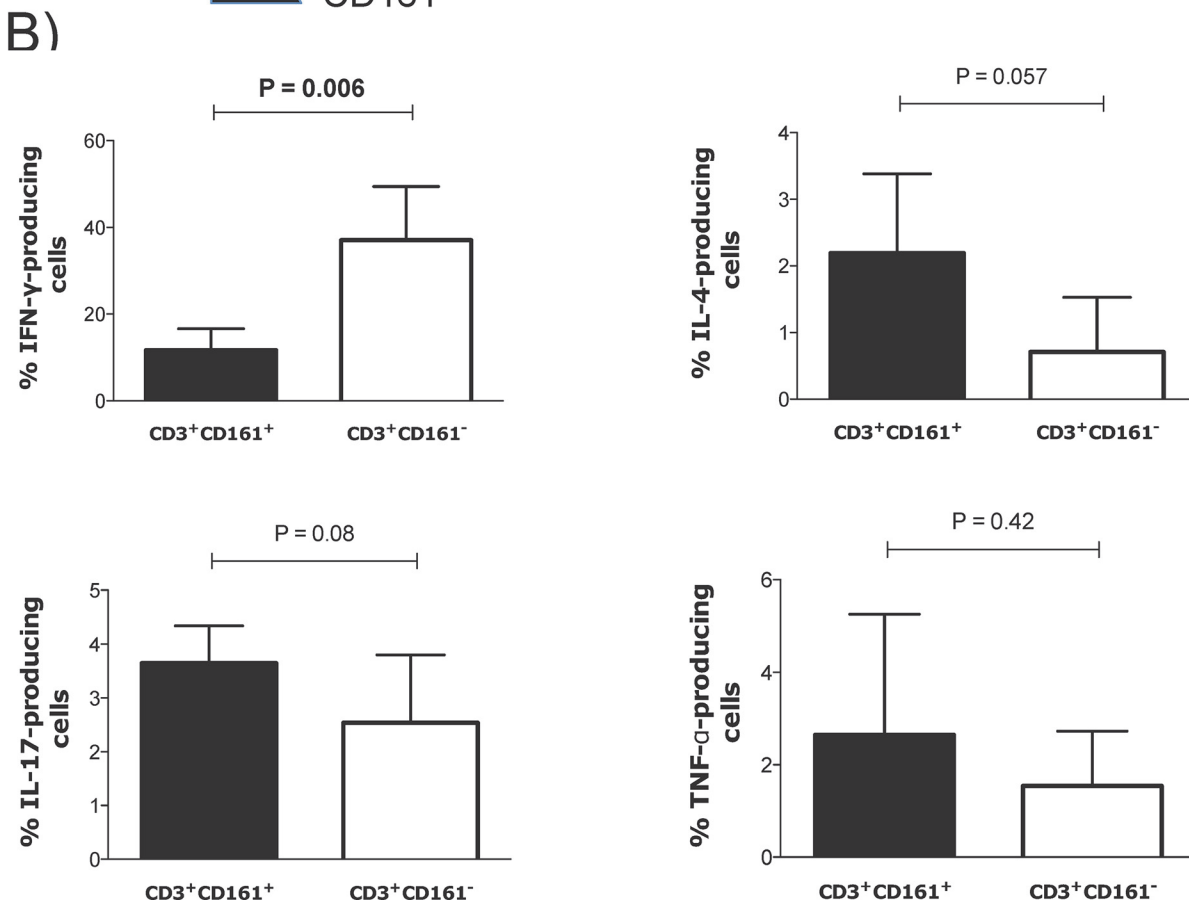 CD161
B)
P = 0.006
% IFN-γ-producing
cells
60
40
20
0
CD3⁺CD161⁺ CD3⁺CD161⁻
P = 0.057
% IL-4-producing
cells
4
3
2
1
0
CD3⁺CD161⁺ CD3⁺CD161⁻
P = 0.08
% IL-17-producing
cells
5
4
3
2
1
0
CD3⁺CD161⁺ CD3⁺CD161⁻
P = 0.42
% TNF-α-producing
cells
6
4
2
0
CD3⁺CD161⁺ CD3⁺CD161⁻